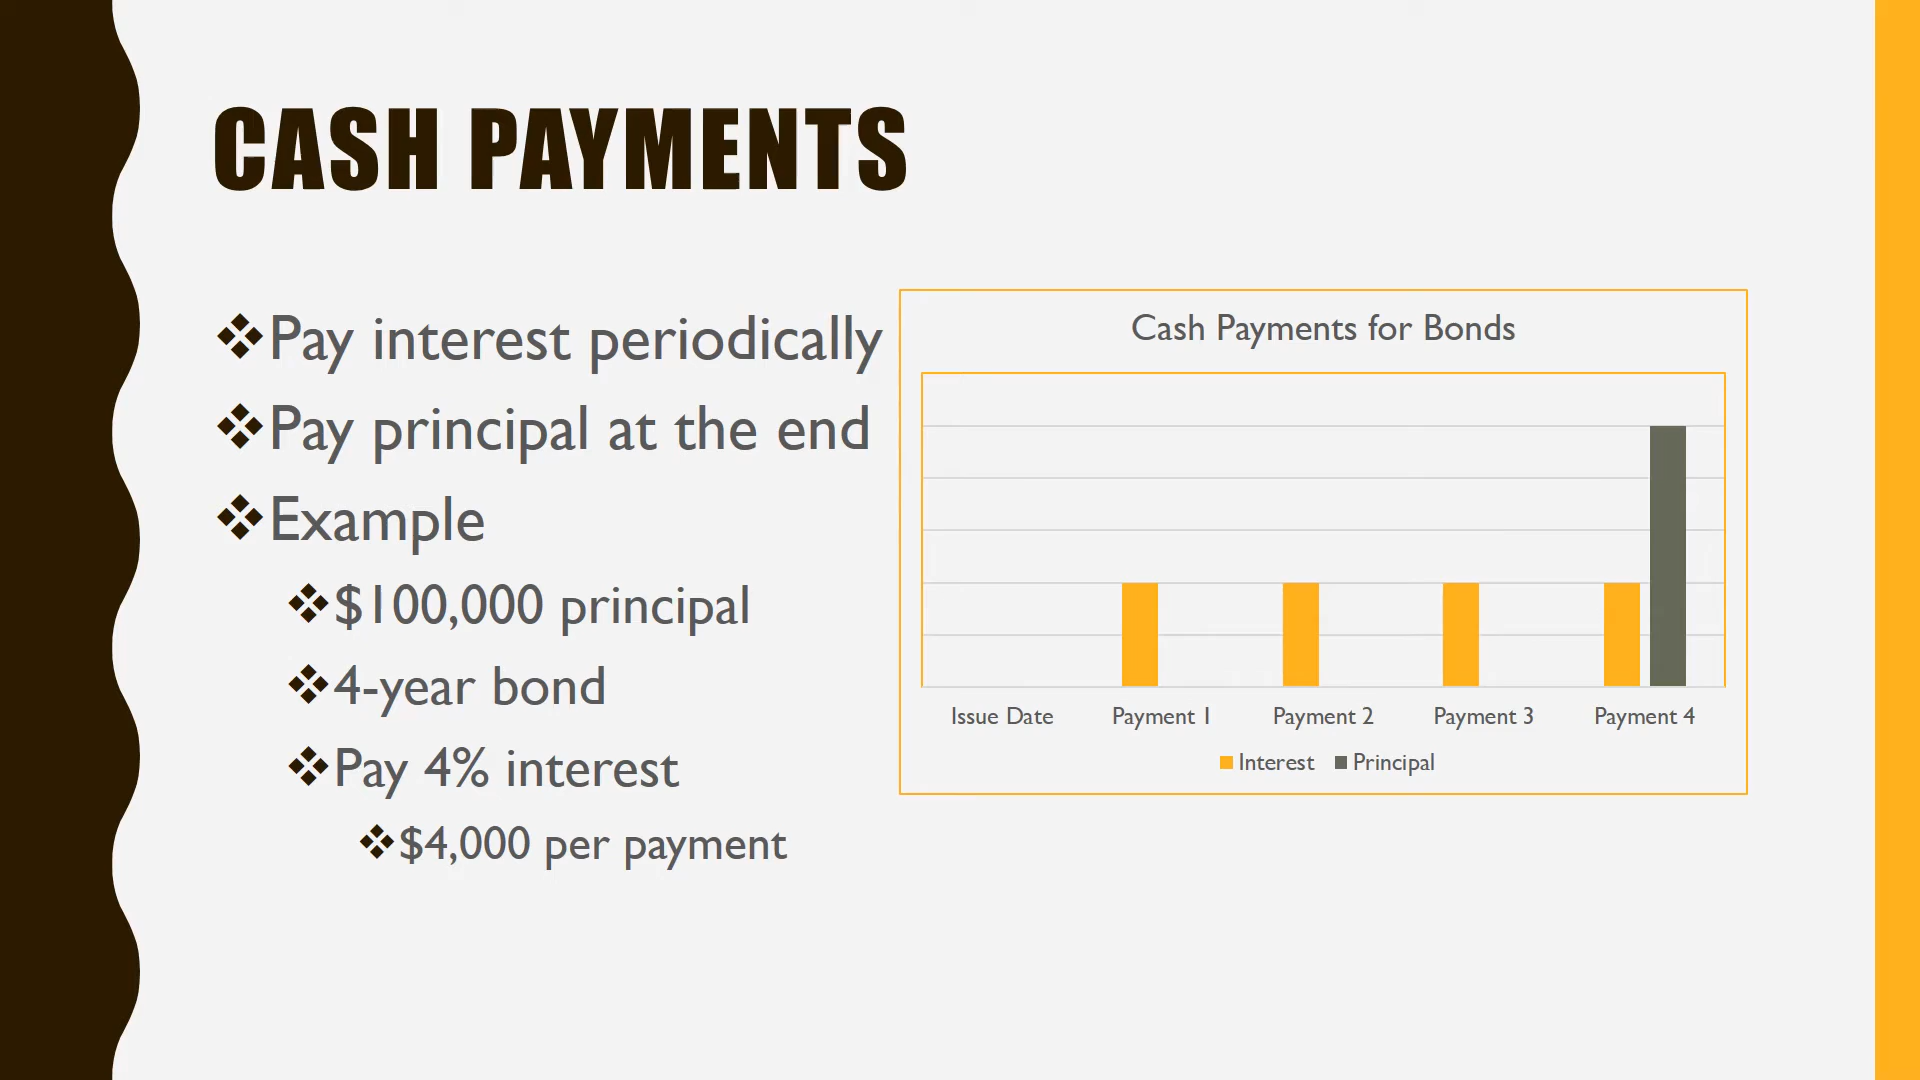 CASH PAYMENTS
Pay interest periodically
Pay principal at the end
Example
$100,000 principal
4-year bond
Pay 4% interest
$4,000 per payment
Cash Payments for Bonds
Issue Date Payment 1 Payment 2 Payment 3 Payment 4
Interest Principal